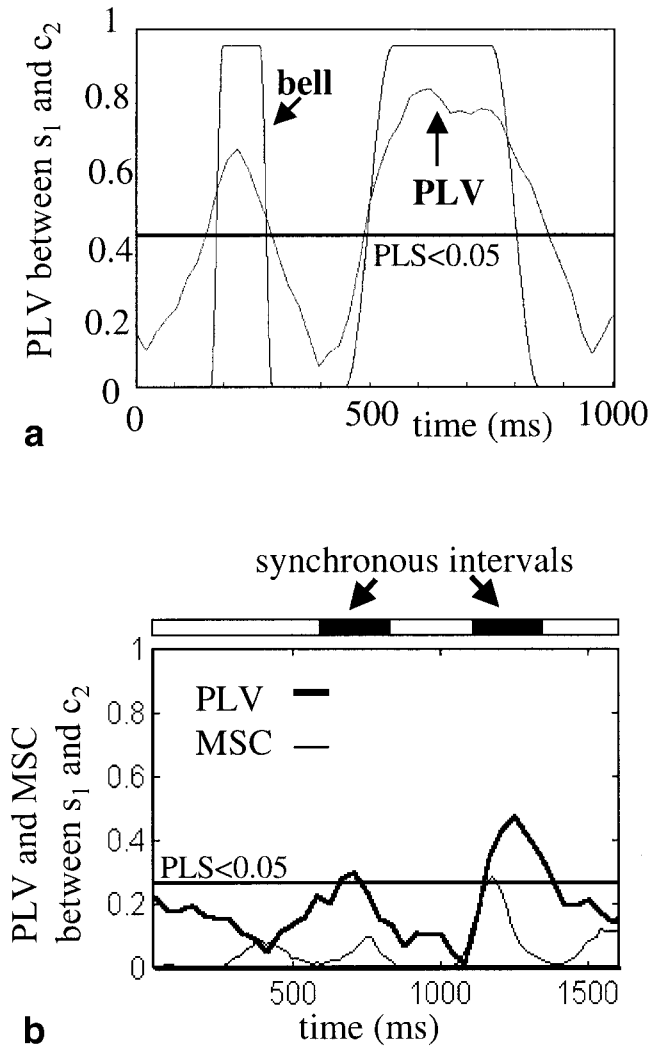 1
0.8
0.6
0.4
0.2
0
PLV between s1 and c2
bell
PLV
PLS<0.05
0
500
1000
time (ms)
a
synchronous intervals
1
0.8
0.6
0.4
0.2
0
PLV and MSC
between s1 and c2
PLV
MSC
PLS<0.05
500
1000
1500
time (ms)
b